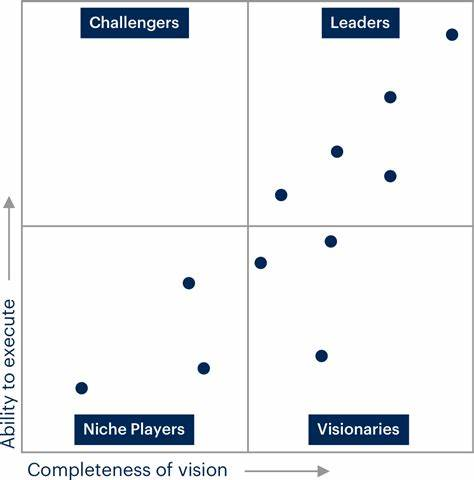 Challengers
Leaders
Ability to execute
Niche Players
Visionaries
Completeness of vision